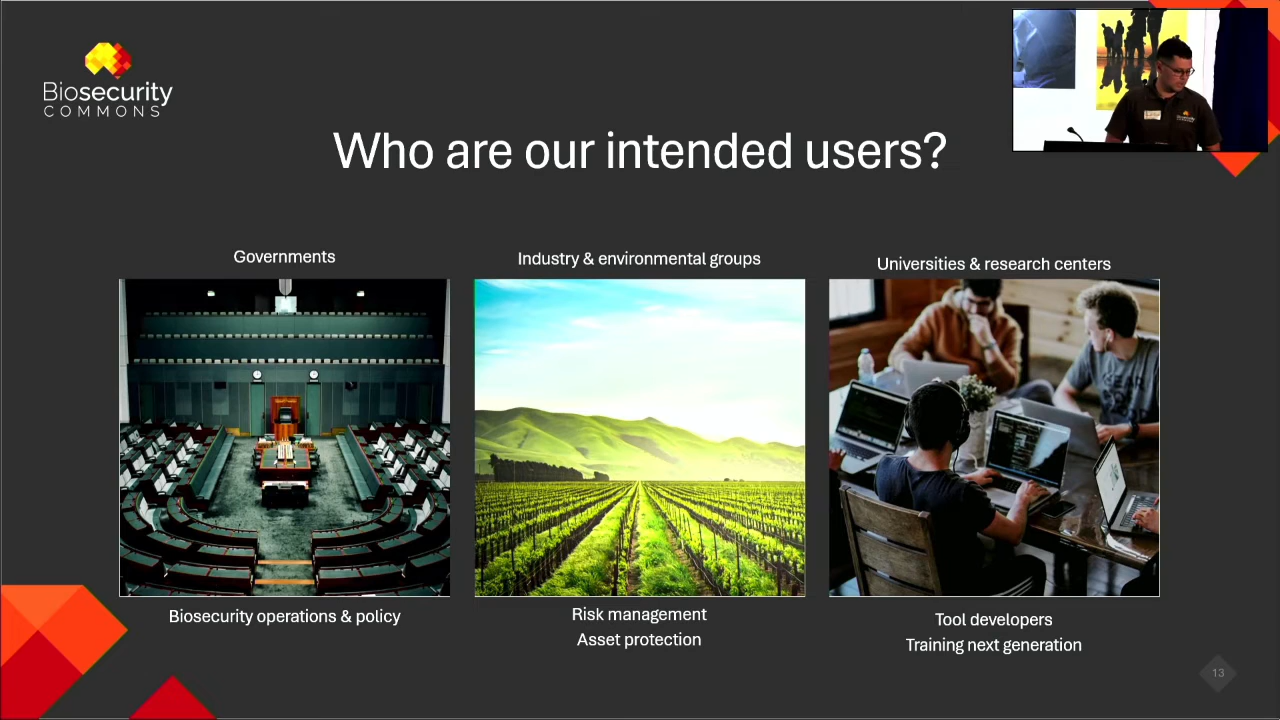 Biosecurity
COMMONS
Who are our intended users?
Governments
Industry & environmental groups
Universities & research centers
Biosecurity operations & policy
Risk management
Asset protection
Tool developers
Training next generation
13